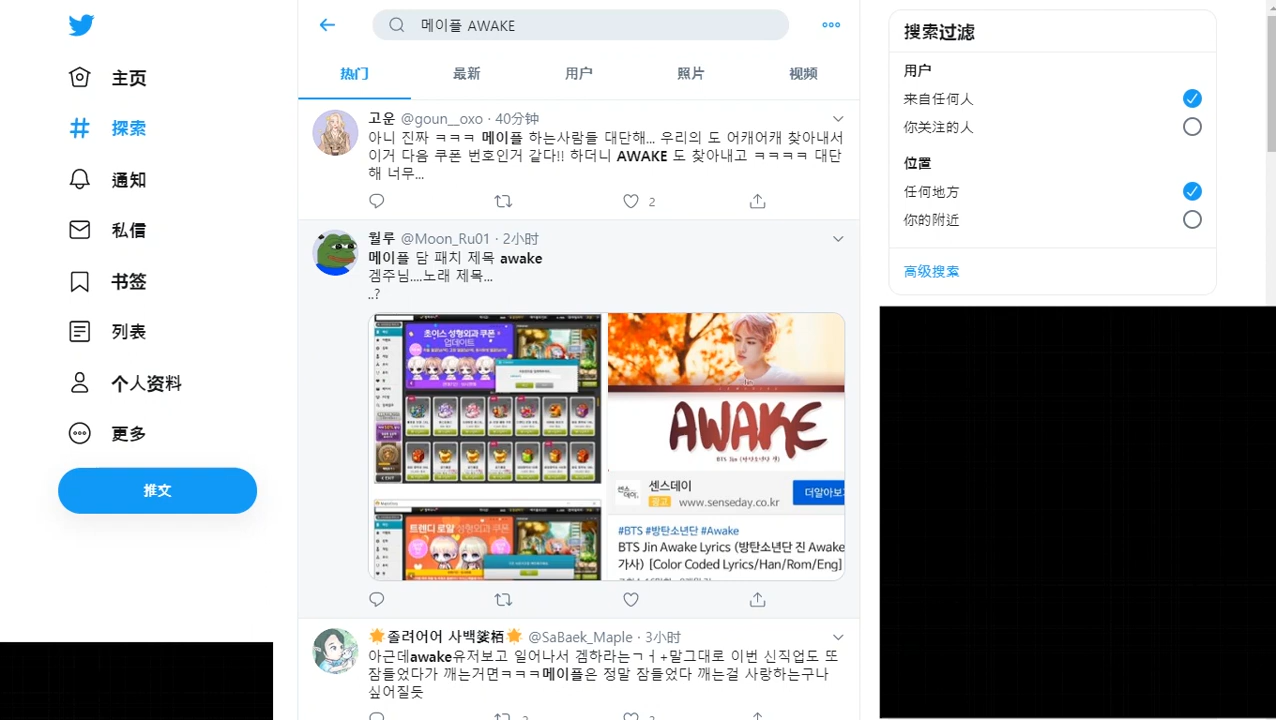 메이플 AWAKE
主页
探索
通知
私信
书签
列表
个人资料
更多
推文
热门
最新
用户
照片
视频
고운 @goun__oxo · 40分钟
아니 진짜 ㅋㅋㅋ 메이플 하는사람들 대단해... 우리의 도 어캐어캐 찾아내서
이거 다음 쿠폰 번호인거 같다!! 하더니 AWAKE 도 찾아내고 ㅋㅋㅋㅋ 대단
해 너무...
2
월루 @Moon_Ru01 · 2小时
메이플 담 패치 제목 awake
겜주님....노래 제목...
..?
초이스 성형외과 쿠폰
업데이트
트렌디 로얄 성형외과 쿠폰
AWAKE
BTS Jin (방탄소년단 진)
센스데이
광고 www.senseday.co.kr
더알아보
#BTS #방탄소년단 #Awake
BTS Jin Awake Lyrics (방탄소년단 진 Awake
가사) [Color Coded Lyrics/Han/Rom/Eng]
🌟졸려어어 사백㛖栢🌟 @SaBaek_Maple · 3小时
아근데awake유저보고 일어나서 겜하라는ㄱㅓ+말그대로 이번 신직업도 또
잠들었다가 깨는거면ㅋㅋㅋ메이플은 정말 잠들었다 깨는걸 사랑하는구나
싶어질듯
搜索过滤
用户
来自任何人
你关注的人
位置
任何地方
你的附近
高级搜索